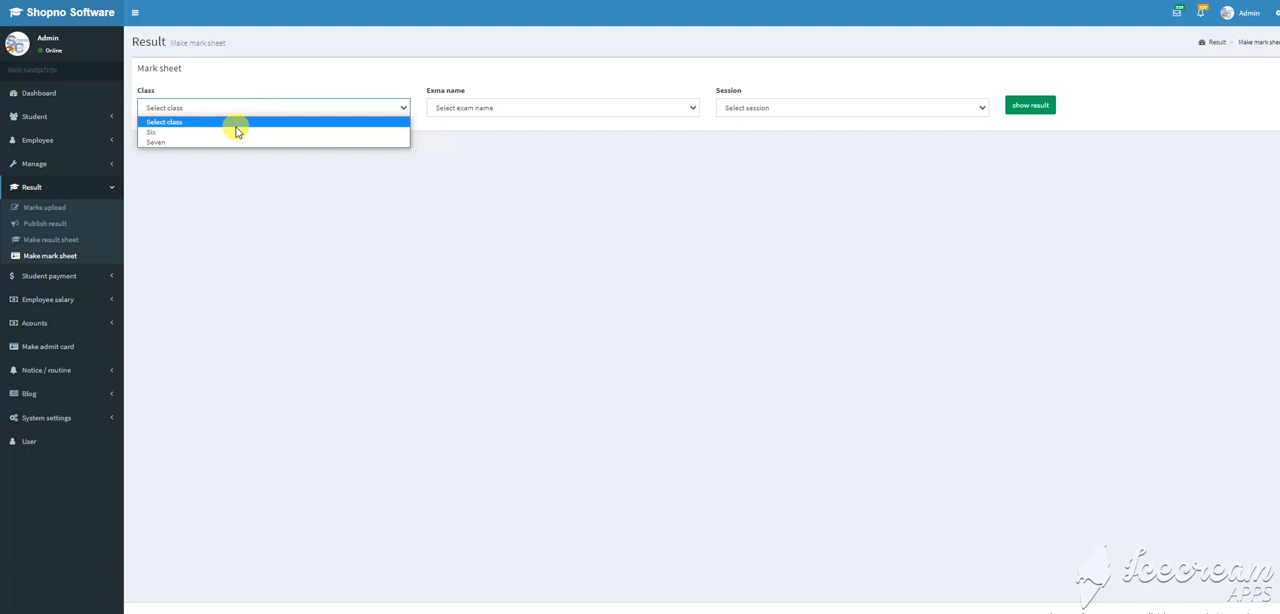 Shopno Software
Admin
Admin
Online
MAIN NAVIGATION
Dashboard
Student
Employee
Manage
Result
Marks upload
Publish result
Make result sheet
Make mark sheet
Student payment
Employee salary
Acounts
Make admit card
Notice / routine
Blog
System settings
User
Result Make mark sheet
Result Make mark shee
Mark sheet
Class
Select class
Select class
Six
Seven
Exma name
Select exam name
Session
Select session
show result
Icecream
APPS